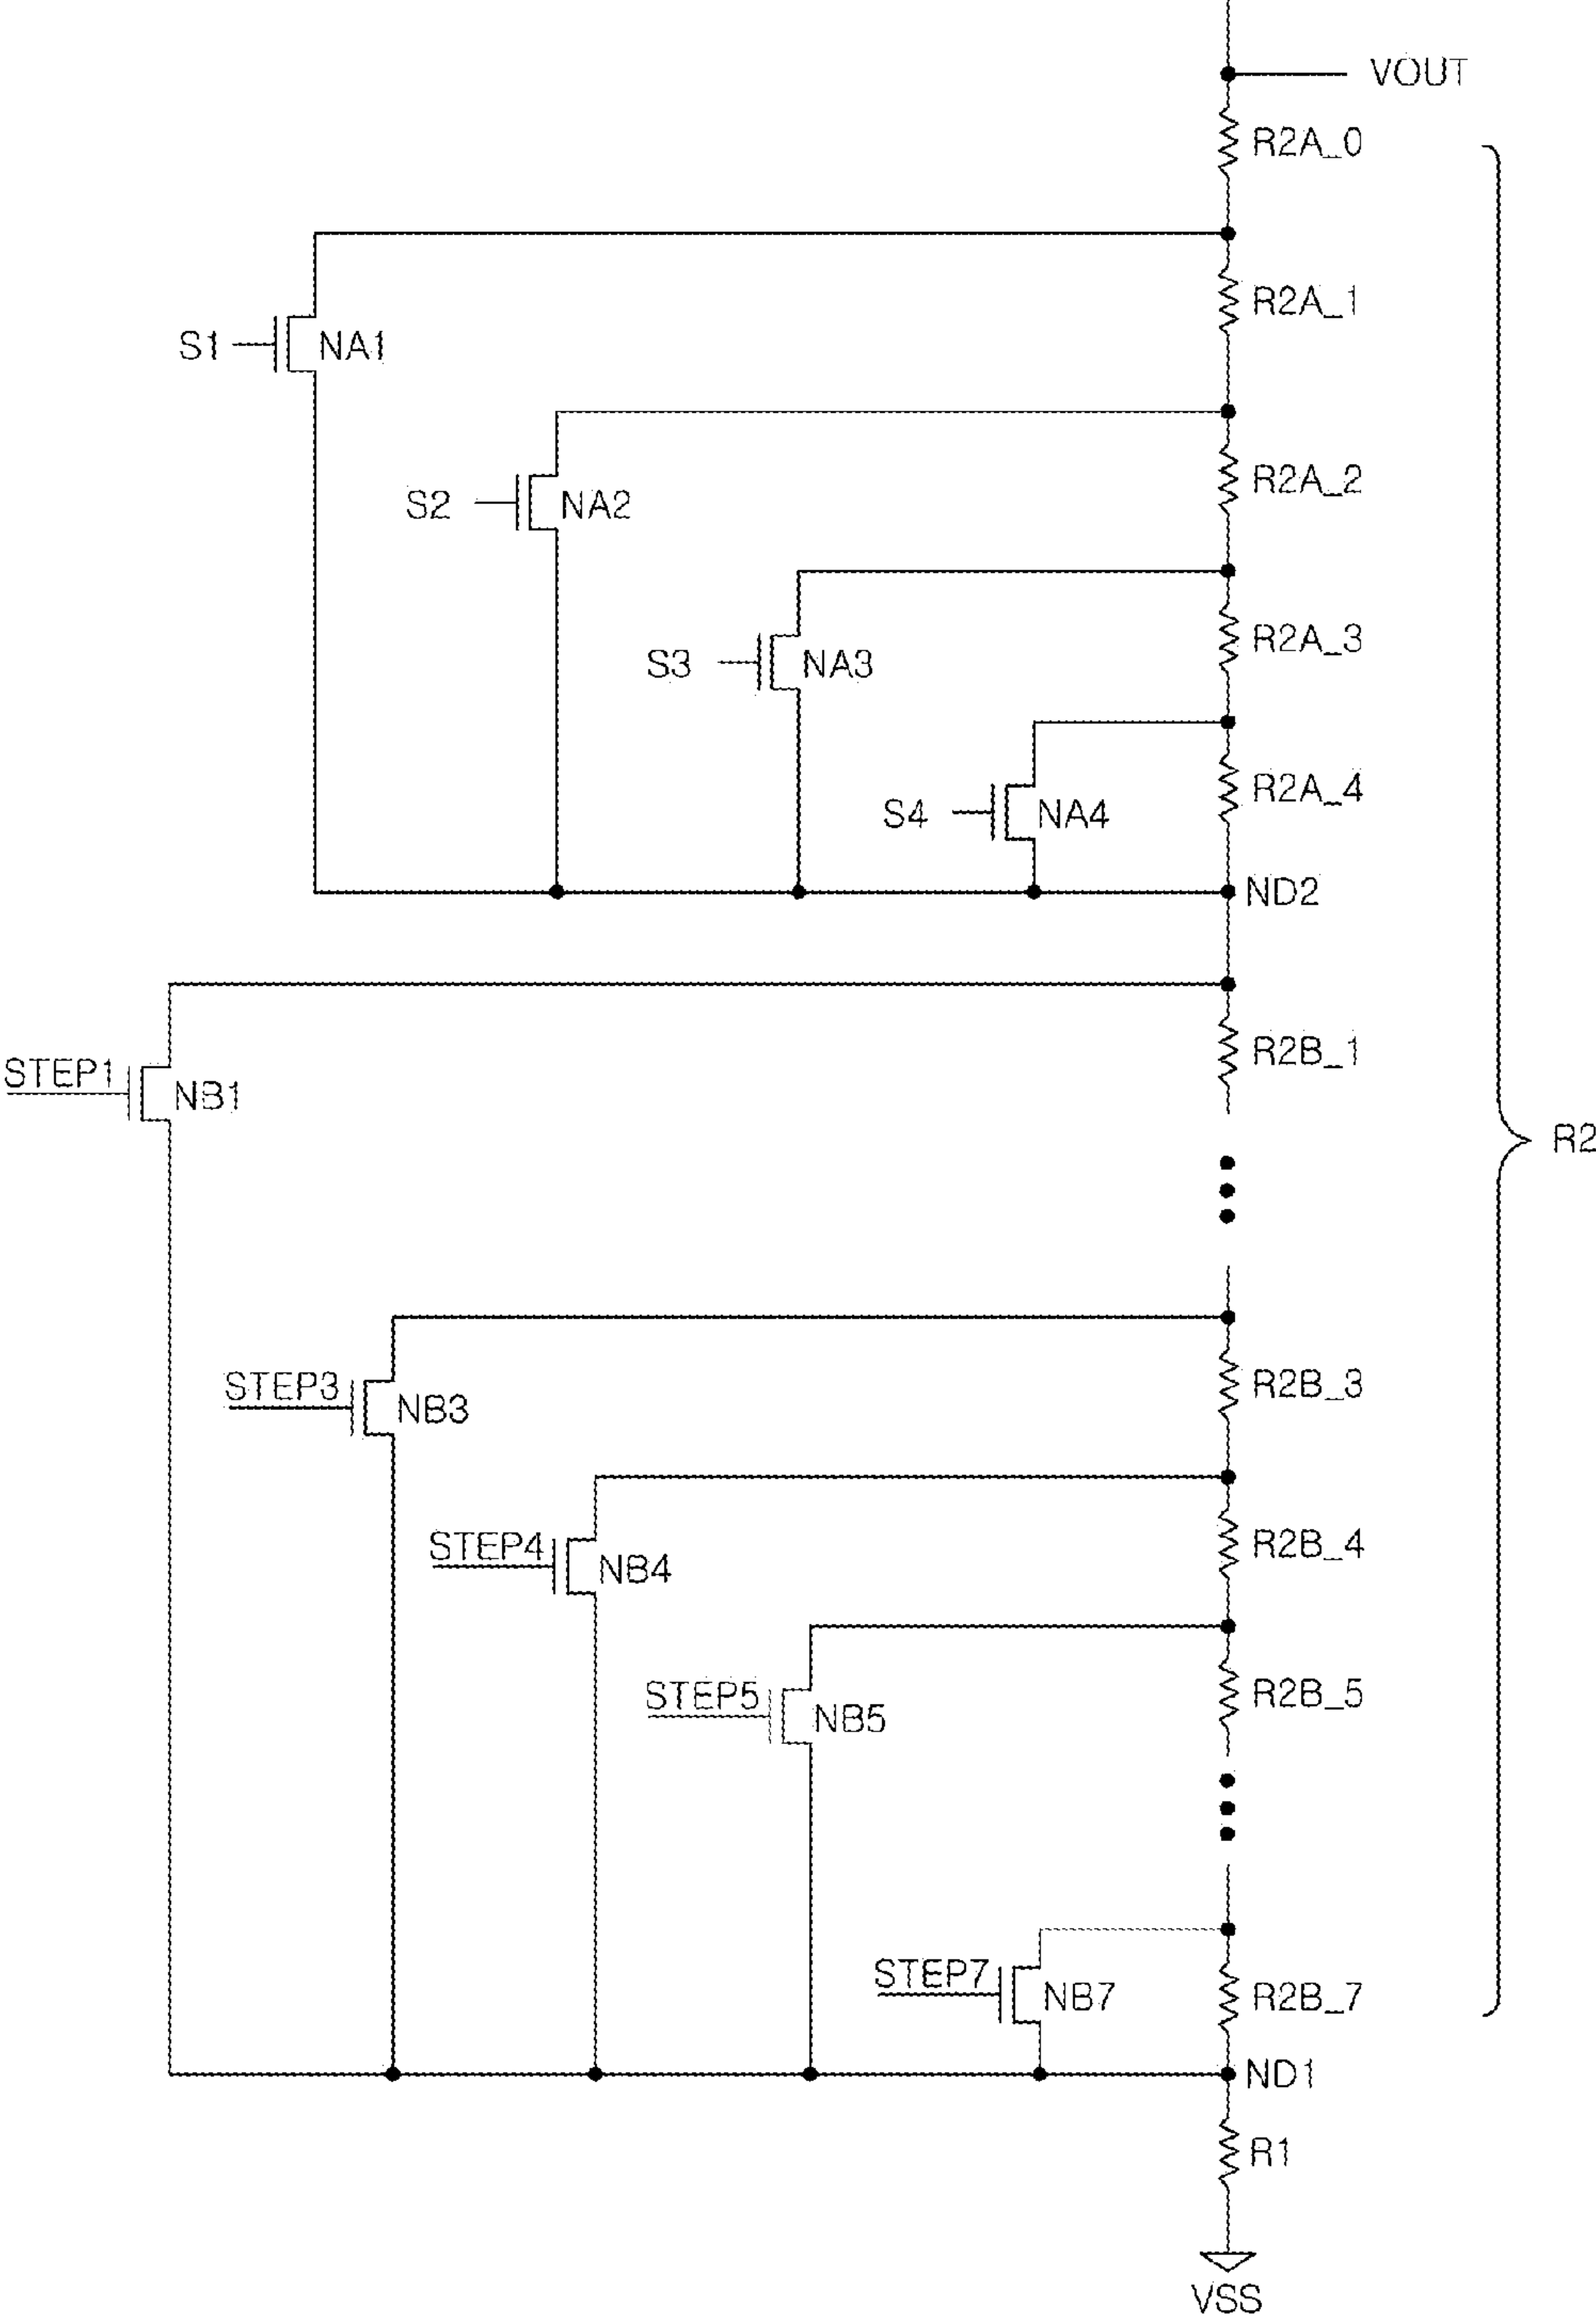 VOUT
R2A_0
R2A_1
S1 NA1
R2A_2
S2 NA2
R2A_3
S3 NA3
R2A_4
S4 NA4
ND2
R2B_1
STEP1 NB1
R2
R2B_3
STEP3 NB3
R2B_4
STEP4 NB4
R2B_5
STEP5 NB5
STEP7 NB7
R2B_7
ND1
R1
VSS